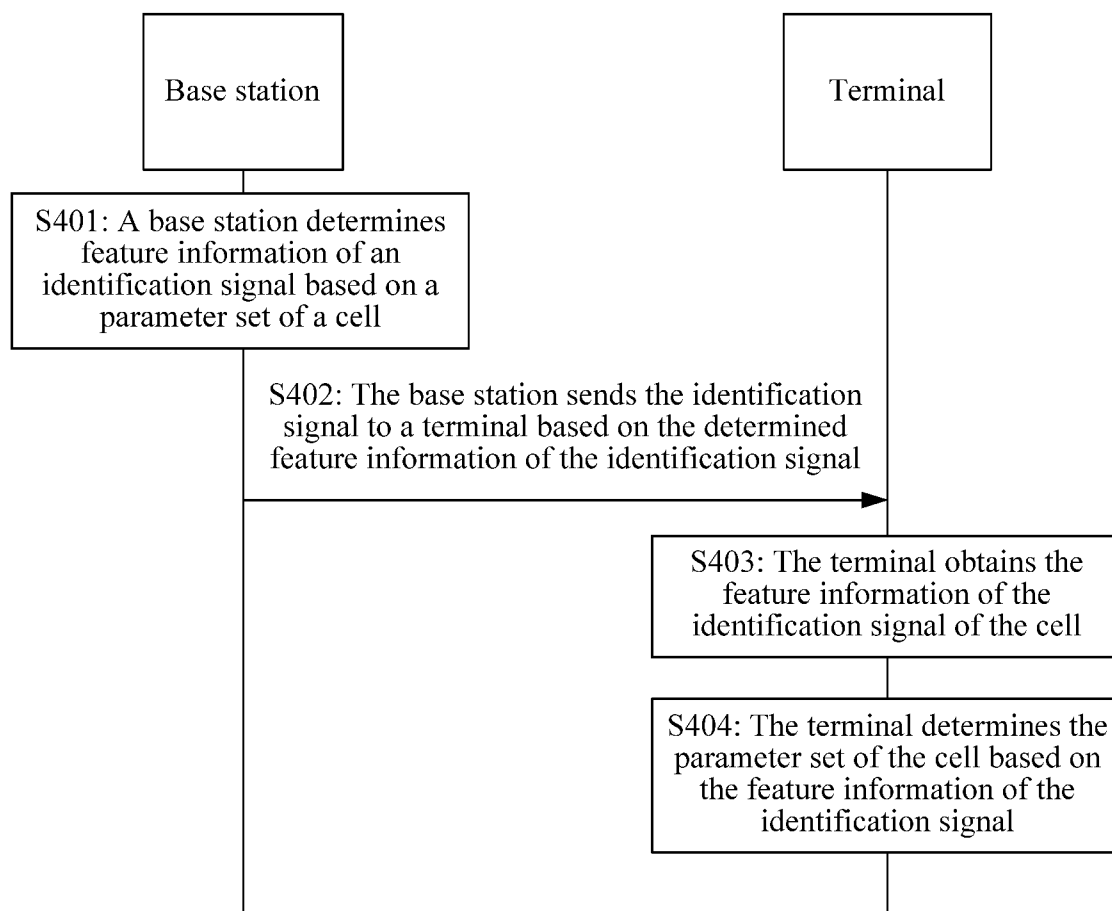 Base station
Terminal
S401: A base station determines
feature information of an
identification signal based on a
parameter set of a cell
S402: The base station sends the identification
signal to a terminal based on the determined
feature information of the identification signal
S403: The terminal obtains the
feature information of the
identification signal of the cell
S404: The terminal determines the
parameter set of the cell based on
the feature information of the
identification signal